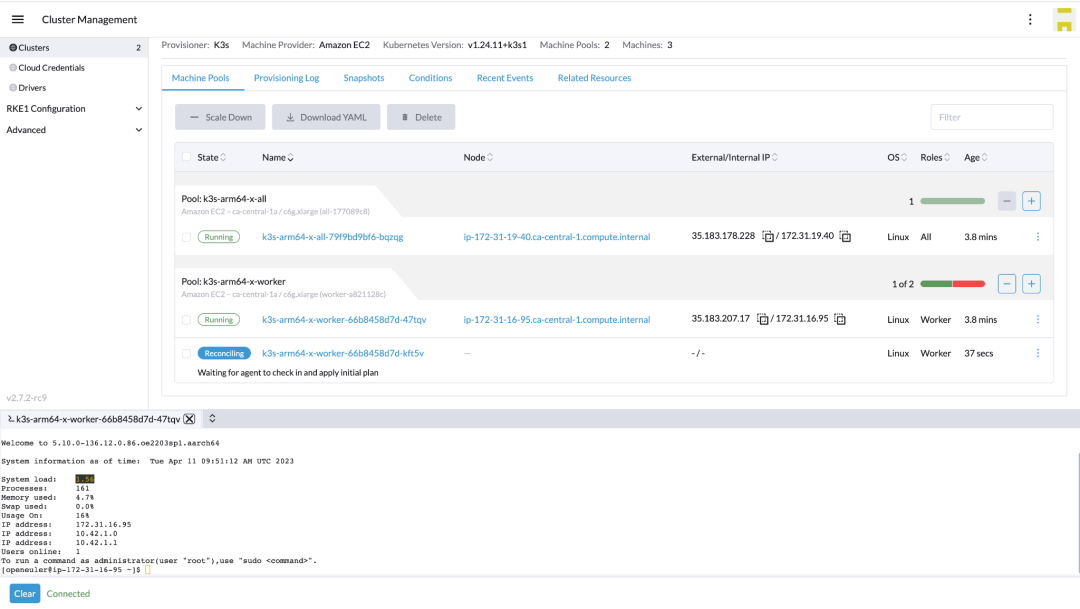 Cluster Management
Clusters 2
Cloud Credentials
Drivers
RKE1 Configuration
Advanced
v2.7.2-rc9
Provisioner: K3s Machine Provider: Amazon EC2 Kubernetes Version: v1.24.11+k3s1 Machine Pools: 2 Machines: 3
Machine Pools Provisioning Log Snapshots Conditions Recent Events Related Resources
Scale Down Download YAML Delete Filter
State Name Node External/Internal IP OS Roles Age
Pool: k3s-arm64-x-all 1
Amazon EC2 – ca-central-1a / c6g.xlarge (all-177089c8)
Running k3s-arm64-x-all-79f9bd9bf6-bqzqg ip-172-31-19-40.ca-central-1.compute.internal 35.183.178.228 / 172.31.19.40 Linux All 3.8 mins
Pool: k3s-arm64-x-worker 1 of 2
Amazon EC2 – ca-central-1a / c6g.xlarge (worker-a821128c)
Running k3s-arm64-x-worker-66b8458d7d-47tqv ip-172-31-16-95.ca-central-1.compute.internal 35.183.207.17 / 172.31.16.95 Linux Worker 3.8 mins
Reconciling k3s-arm64-x-worker-66b8458d7d-kft5v – - / - Linux Worker 37 secs
Waiting for agent to check in and apply initial plan
k3s-arm64-x-worker-66b8458d7d-47tqv
Welcome to 5.10.0-136.12.0.86.oe2203sp1.aarch64
System information as of time: Tue Apr 11 09:51:12 AM UTC 2023
System load: 1.56
Processes: 161
Memory used: 4.7%
Swap used: 0.0%
Usage On: 16%
IP address: 172.31.16.95
IP address: 10.42.1.0
IP address: 10.42.1.1
Users online: 1
To run a command as administrator(user "root"),use "sudo <command>".
[openeuler@ip-172-31-16-95 ~]$
Clear Connected